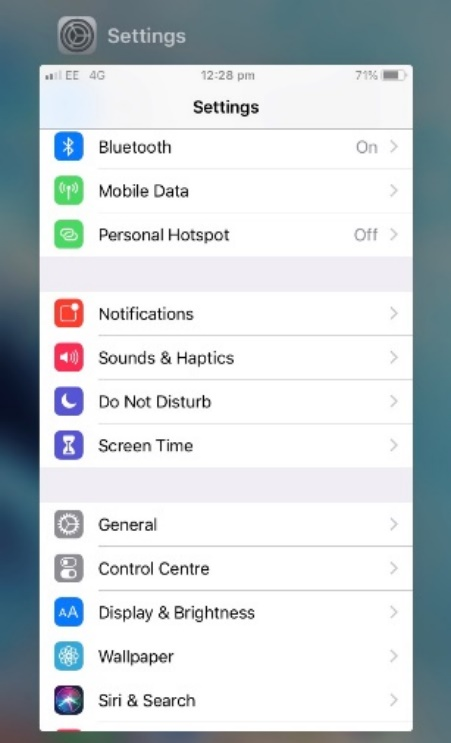 Settings
EE 4G 12:28 pm 71%
Settings
Bluetooth On
Mobile Data
Personal Hotspot Off
Notifications
Sounds & Haptics
Do Not Disturb
Screen Time
General
Control Centre
AA Display & Brightness
Wallpaper
Siri & Search